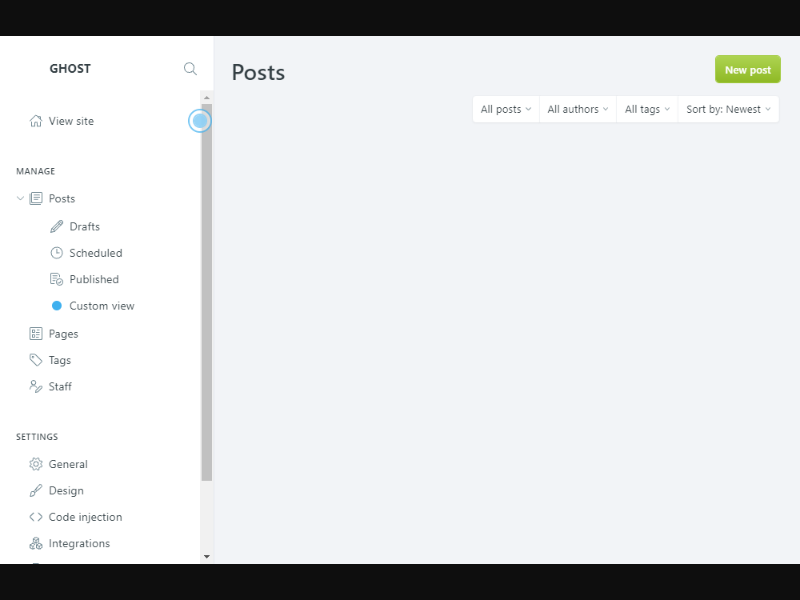 GHOST
View site
MANAGE
Posts
Drafts
Scheduled
Published
Custom view
Pages
Tags
Staff
SETTINGS
General
Design
Code injection
Integrations
Posts
New post
All posts
All authors
All tags
Sort by: Newest